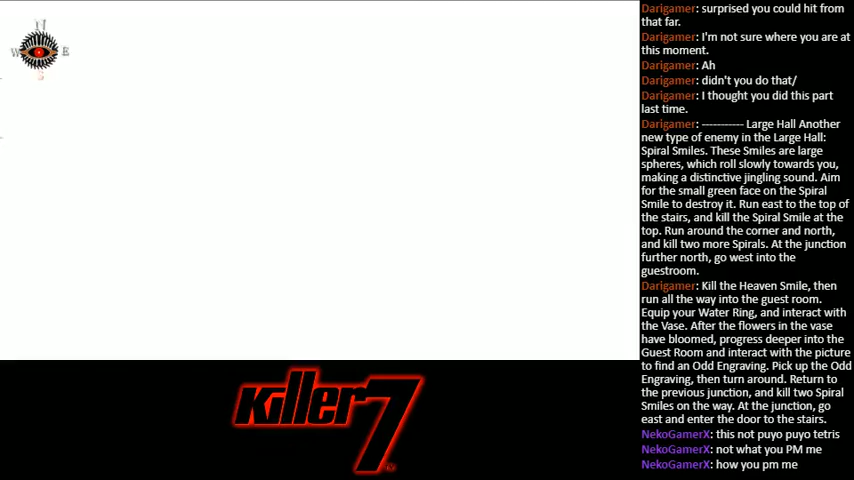 N
W E
S
killer7
Darigamer: surprised you could hit from
that far.
Darigamer: I'm not sure where you are at
this moment.
Darigamer: Ah
Darigamer: didn't you do that/
Darigamer: I thought you did this part
last time.
Darigamer: ----------- Large Hall Another
new type of enemy in the Large Hall:
Spiral Smiles. These Smiles are large
spheres, which roll slowly towards you,
making a distinctive jingling sound. Aim
for the small green face on the Spiral
Smile to destroy it. Run east to the top of
the stairs, and kill the Spiral Smile at the
top. Run around the corner and north,
and kill two more Spirals. At the junction
further north, go west into the
guestroom.
Darigamer: Kill the Heaven Smile, then
run all the way into the guest room.
Equip your Water Ring, and interact with
the Vase. After the flowers in the vase
have bloomed, progress deeper into the
Guest Room and interact with the picture
to find an Odd Engraving. Pick up the Odd
Engraving, then turn around. Return to
the previous junction, and kill two Spiral
Smiles on the way. At the junction, go
east and enter the door to the stairs.
NekoGamerX: this not puyo puyo tetris
NekoGamerX: not what you PM me
NekoGamerX: how you pm me